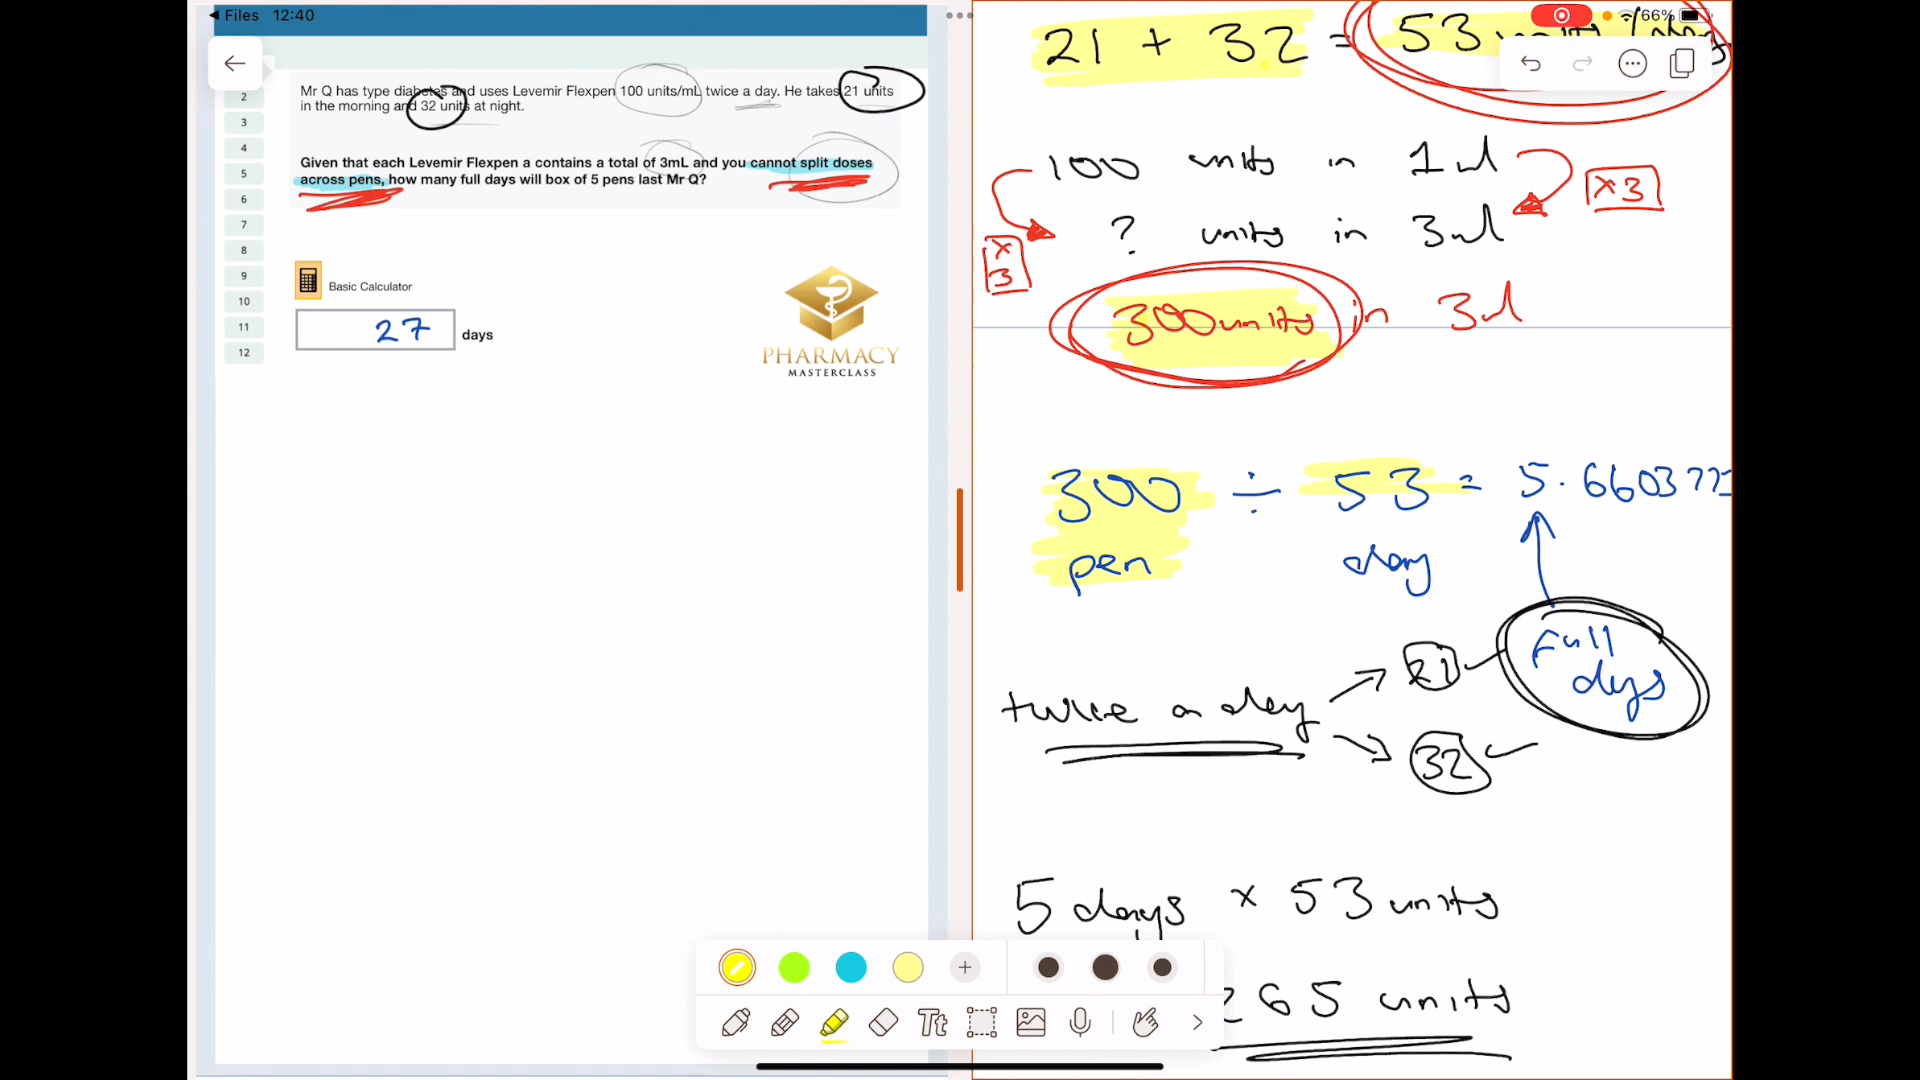 Files 12:40
66%
Mr Q has type diabetes and uses Levemir Flexpen 100 units/mL twice a day. He takes 21 units
in the morning and 32 units at night.
Given that each Levemir Flexpen a contains a total of 3mL and you cannot split doses
across pens, how many full days will box of 5 pens last Mr Q?
2
3
4
5
6
7
8
9
10
11
12
Basic Calculator
27 days
PHARMACY
MASTERCLASS
21 + 32 = 53 units/day
100 units in 1ml
x3
? units in 3ml
x
3
300units in 3ml
300 ÷ 53 = 5.660377
pen day
Full
days
21
twice a day
32
5 days x 53 units
265 units
Tt